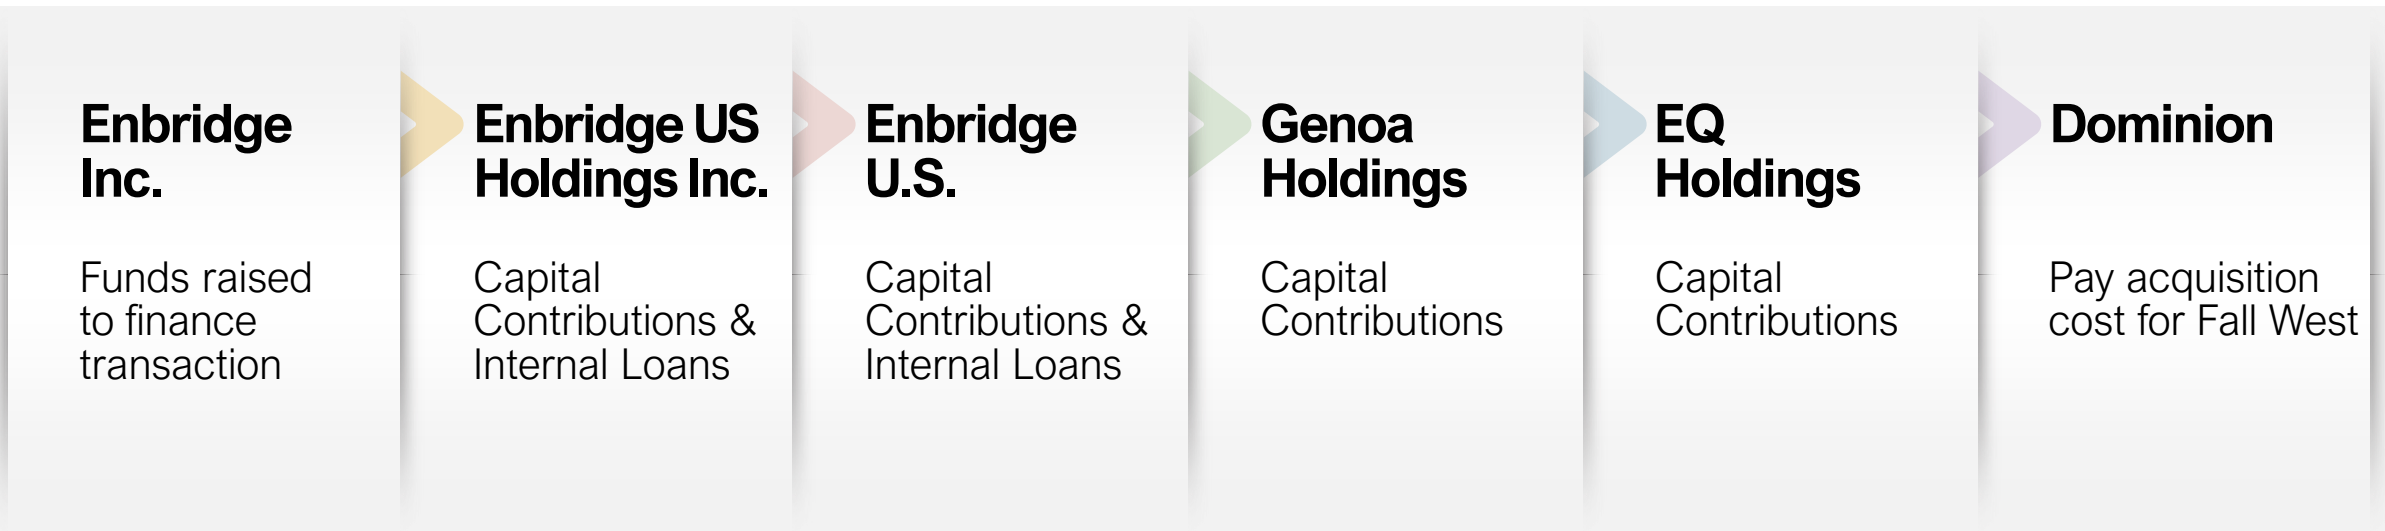 Enbridge
Inc.
Funds raised
to finance
transaction
Enbridge US
Holdings Inc.
Capital
Contributions &
Internal Loans
Enbridge
U.S.
Capital
Contributions &
Internal Loans
Genoa
Holdings
Capital
Contributions
EQ
Holdings
Capital
Contributions
Dominion
Pay acquisition
cost for Fall West